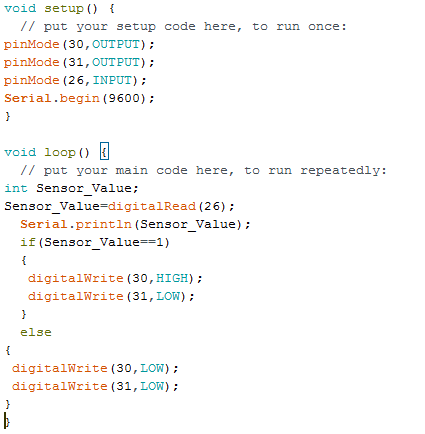 void setup() {
  // put your setup code here, to run once:
pinMode(30,OUTPUT);
pinMode(31,OUTPUT);
pinMode(26,INPUT);
Serial.begin(9600);
}

void loop() {
  // put your main code here, to run repeatedly:
int Sensor_Value;
Sensor_Value=digitalRead(26);
  Serial.println(Sensor_Value);
  if(Sensor_Value==1)
  {
   digitalWrite(30,HIGH);
   digitalWrite(31,LOW);
  }
  else
{
 digitalWrite(30,LOW);
 digitalWrite(31,LOW);
}
}